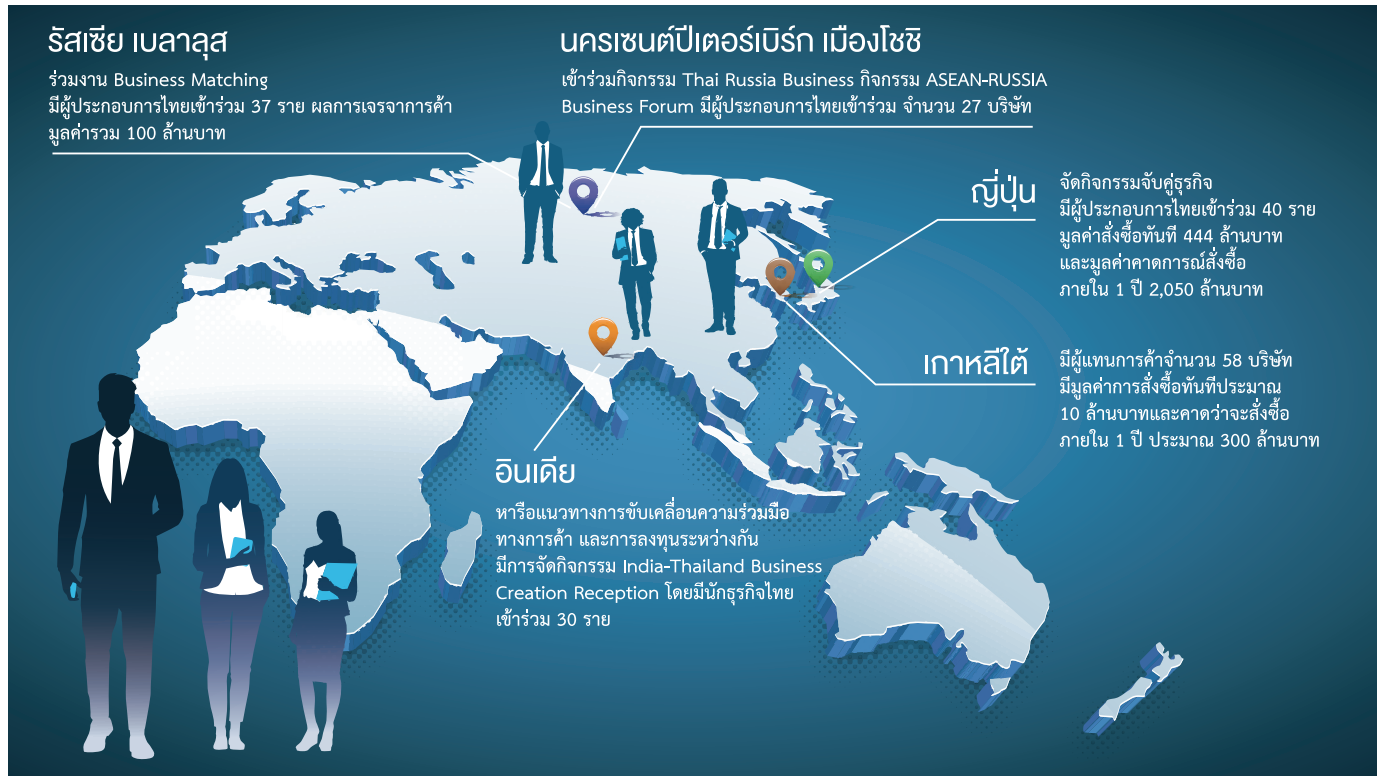 รัสเซีย เบลาลุส
ร่วมงาน Business Matching
มีผู้ประกอบการไทยเข้าร่วม 37 ราย ผลการเจรจาการค้า
มูลค่ารวม 100 ล้านบาท
นครเซนต์ปีเตอร์เบิร์ก เมืองโซชิ
เข้าร่วมกิจกรรม Thai Russia Business กิจกรรม ASEAN-RUSSIA
Business Forum มีผู้ประกอบการไทยเข้าร่วม จำนวน 27 บริษัท
ญี่ปุ่น
จัดกิจกรรมจับคู่ธุรกิจ
มีผู้ประกอบการไทยเข้าร่วม 40 ราย
มูลค่าสั่งซื้อทันที 444 ล้านบาท
และมูลค่าคาดการณ์สั่งซื้อ
ภายใน 1 ปี 2,050 ล้านบาท
เกาหลีใต้
มีผู้แทนการค้าจำนวน 58 บริษัท
มีมูลค่าการสั่งซื้อทันทีประมาณ
10 ล้านบาทและคาดว่าจะสั่งซื้อ
ภายใน 1 ปี ประมาณ 300 ล้านบาท
อินเดีย
หารือแนวทางการขับเคลื่อนความร่วมมือ
ทางการค้า และการลงทุนระหว่างกัน
มีการจัดกิจกรรม India-Thailand Business
Creation Reception โดยมีนักธุรกิจไทย
เข้าร่วม 30 ราย